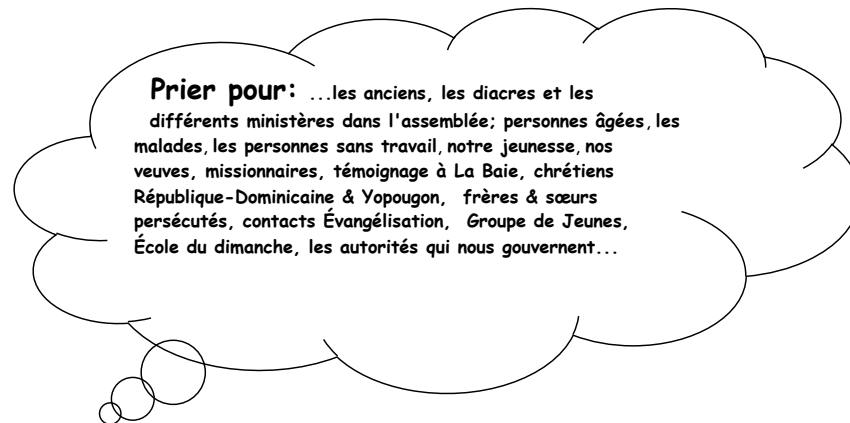 Prier pour: ...les anciens, les diacres et les
différents ministères dans l'assemblée; personnes âgées, les
malades, les personnes sans travail, notre jeunesse, nos
veuves, missionnaires, témoignage à La Baie, chrétiens
République-Dominicaine & Yopougon, frères & sœurs
persécutés, contacts Évangélisation, Groupe de Jeunes,
École du dimanche, les autorités qui nous gouvernent...